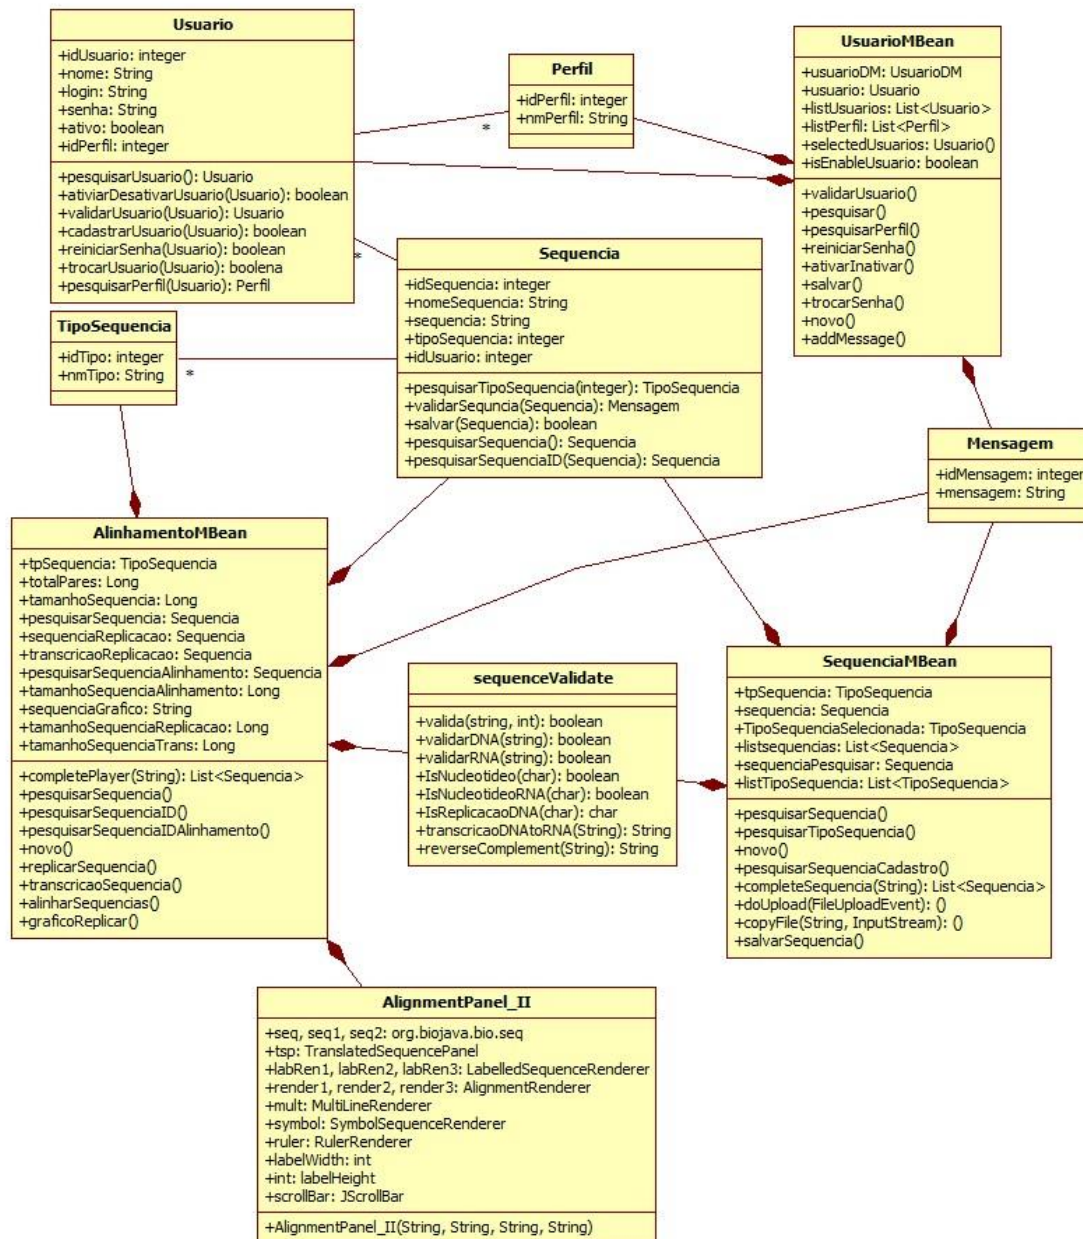 Usuario
+idUsuario: integer
+nome: String
+login: String
+senha: String
+ativo: boolean
+idPerfil: integer
+pesquisarUsuario(): Usuario
+ativiarDesativarUsuario(Usuario): boolean
+validarUsuario(Usuario): Usuario
+cadastrarUsuario(Usuario): boolean
+reiniciarSenha(Usuario): boolean
+trocarUsuario(Usuario): boolena
+pesquisarPerfil(Usuario): Perfil
*
Perfil
+idPerfil: integer
+nmPerfil: String
UsuarioMBean
+usuarioDM: UsuarioDM
+usuario: Usuario
+listUsuarios: List<Usuario>
+listPerfil: List<Perfil>
+selectedUsuarios: Usuario()
+isEnableUsuario: boolean
+validarUsuario()
+pesquisar()
+pesquisarPerfil()
+reiniciarSenha()
+ativarInativar()
+salvar()
+trocarSenha()
+novo()
+addMessage()
*
Sequencia
+idSequencia: integer
+nomeSequencia: String
+sequencia: String
+tipoSequencia: integer
+idUsuario: integer
+pesquisarTipoSequencia(integer): TipoSequencia
+validarSequncia(Sequencia): Mensagem
+salvar(Sequencia): boolean
+pesquisarSequencia(): Sequencia
+pesquisarSequenciaID(Sequencia): Sequencia
TipoSequencia
+idTipo: integer
+nmTipo: String
*
Mensagem
+idMensagem: integer
+mensagem: String
AlinhamentoMBean
+tpSequencia: TipoSequencia
+totalPares: Long
+tamanhoSequencia: Long
+pesquisarSequencia: Sequencia
+sequenciaReplicacao: Sequencia
+transcricaoReplicacao: Sequencia
+pesquisarSequenciaAlinhamento: Sequencia
+tamanhoSequenciaAlinhamento: Long
+sequenciaGrafico: String
+tamanhoSequenciaReplicacao: Long
+tamanhoSequenciaTrans: Long
+completePlayer(String): List<Sequencia>
+pesquisarSequencia()
+pesquisarSequenciaID()
+pesquisarSequenciaIDAlinhamento()
+novo()
+replicarSequencia()
+transcricaoSequencia()
+alinharSequencias()
+graficoReplicar()
sequenceValidate
+valida(string, int): boolean
+validarDNA(string): boolean
+validarRNA(string): boolean
+IsNucleotideo(char): boolean
+IsNucleotideoRNA(char): boolean
+IsReplicacaoDNA(char): char
+transcricaoDNAtoRNA(String): String
+reverseComplement(String): String
SequenciaMBean
+tpSequencia: TipoSequencia
+sequencia: Sequencia
+TipoSequenciaSelecionada: TipoSequencia
+listsequencias: List<Sequencia>
+sequenciaPesquisar: Sequencia
+listTipoSequencia: List<TipoSequencia>
+pesquisarSequencia()
+pesquisarTipoSequencia()
+novo()
+pesquisarSequenciaCadastro()
+completeSequencia(String): List<Sequencia>
+doUpload(FileUploadEvent): ()
+copyFile(String, InputStream): ()
+salvarSequencia()
AlignmentPanel_II
+seq, seq1, seq2: org.biojava.bio.seq
+tsp: TranslatedSequencePanel
+labRen1, labRen2, labRen3: LabelledSequenceRenderer
+render1, render2, render3: AlignmentRenderer
+mult: MultiLineRenderer
+symbol: SymbolSequenceRenderer
+ruler: RulerRenderer
+labelWidth: int
+int: labelHeight
+scrollBar: JScrollBar
+AlignmentPanel_II(String, String, String, String)